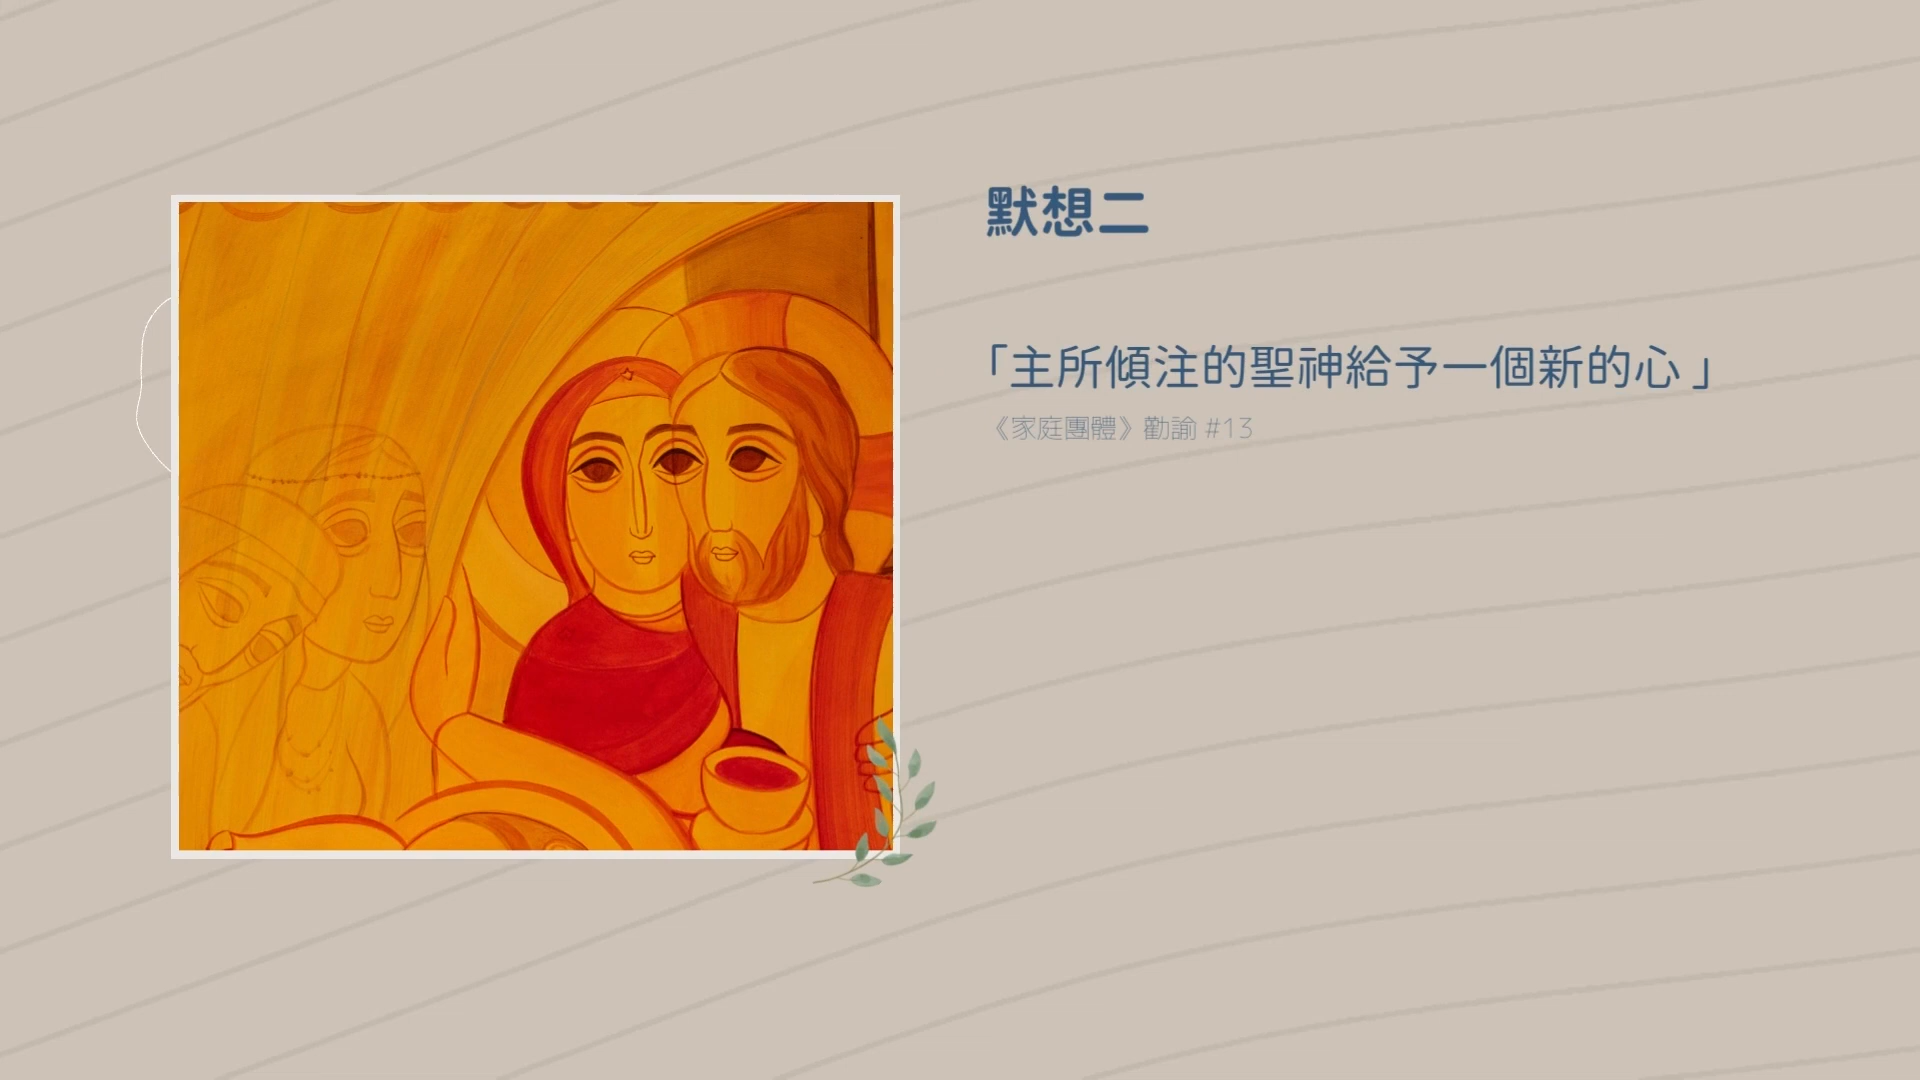 默想二
「主所傾注的聖神給予一個新的心」
《家庭團體》勸諭 #13